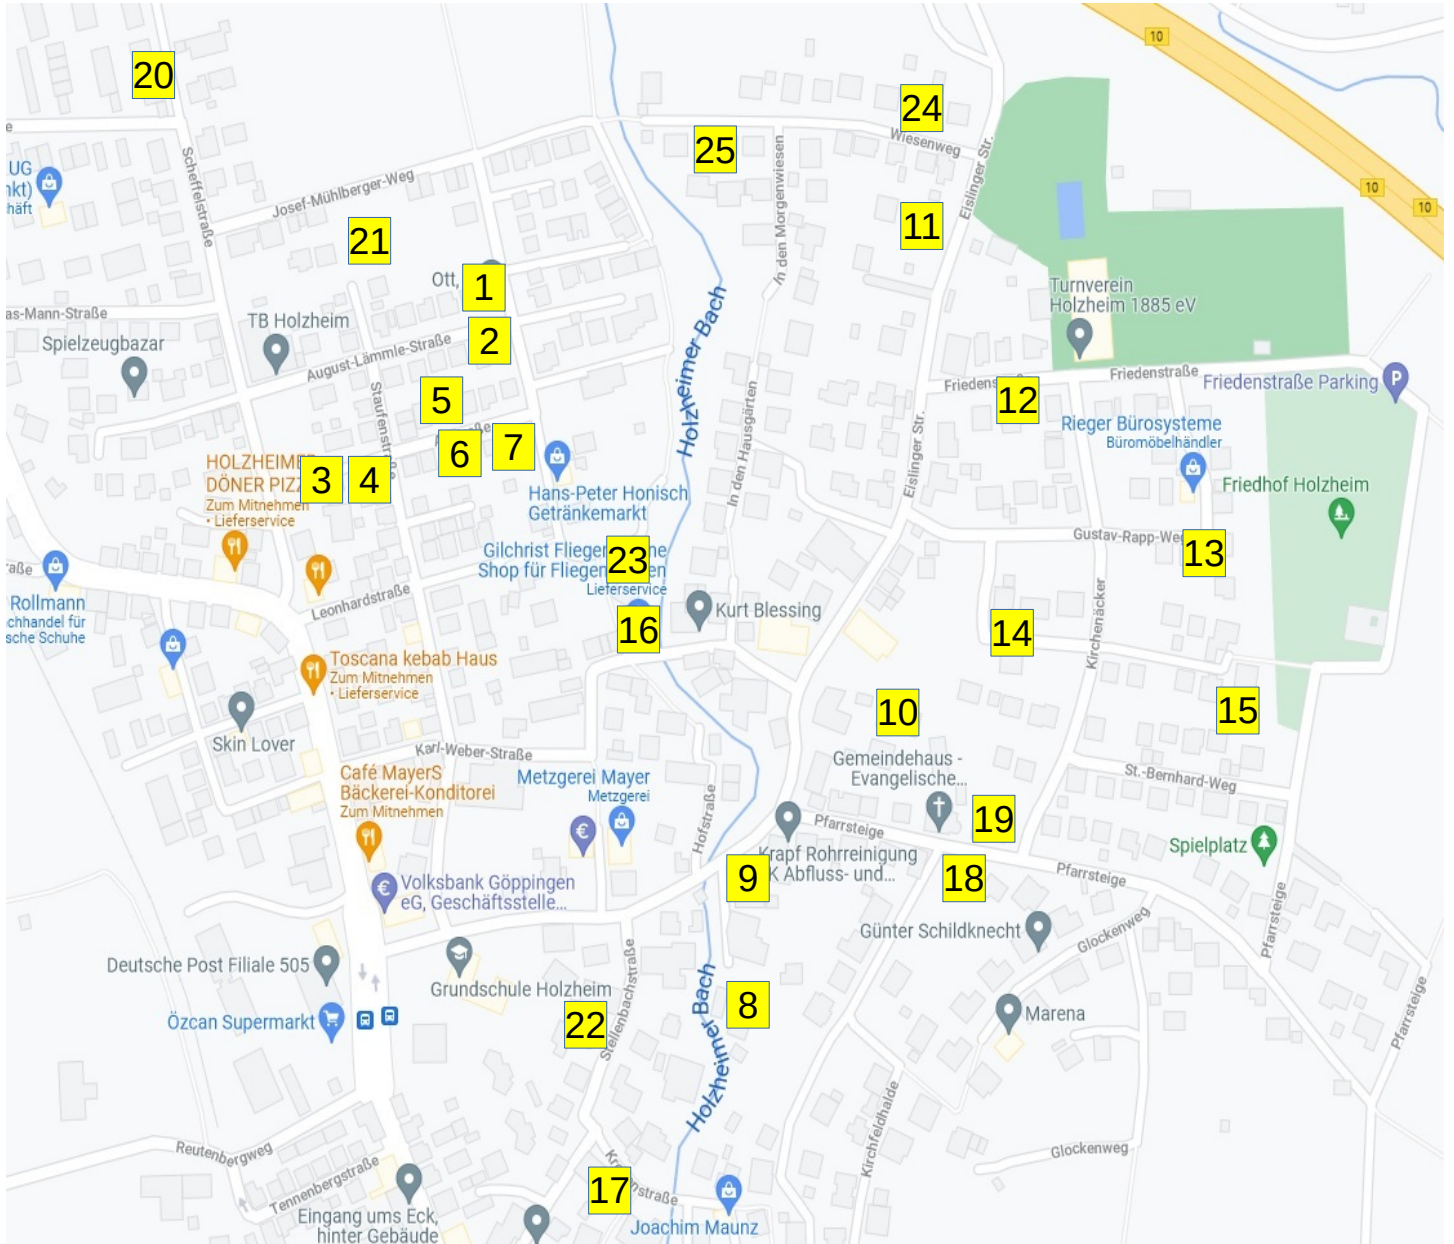 10
20
24
Wiesenweg
25
e
UG
nkt)
häft
Scheffelstraße
Josef-Mühlberger-Weg
In den Morgenwiesen
Eislinger Str.
11
10
10
21
Ott,
1
Turnverein
Holzheim 1885 eV
as-Mann-Straße
TB Holzheim
2
Spielzeugbazar
August-Lämmle-Straße
Holzheimer Bach
Staufenstraße
5
In den Hausgärten
Friedens
12
Friedenstraße
Friedenstraße Parking
P
Eislinger Str.
Rieger Bürosysteme
Büromöbelhändler
6
7
HOLZHEIMER
DÖNER PIZZ
Zum Mitnehmen
• Lieferservice
3
4
Hans-Peter Honisch
Getränkemarkt
Friedhof Holzheim
Gustav-Rapp-Weg
13
Gilchrist Fliegen
Shop für Fliegen
Lieferservice
23
aße
Rollmann
chhandel für
sche Schuhe
Leonhardstraße
16
Kurt Blessing
14
Kirchenäcker
Toscana kebab Haus
Zum Mitnehmen
• Lieferservice
Skin Lover
Karl-Weber-Straße
10
15
Gemeindehaus -
Evangelische...
St.-Bernhard-Weg
Café MayerS
Bäckerei-Konditorei
Zum Mitnehmen
Metzgerei Mayer
Metzgerei
Hofstraße
Pfarrsteige
19
Spielplatz
Krapf Rohrreinigung
K Abfluss- und...
9
18
Pfarrsteige
Volksbank Göppingen
eG, Geschäftsstelle...
Günter Schildknecht
Glockenweg
Pfarrsteige
Deutsche Post Filiale 505
Grundschule Holzheim
Stellenbachstraße
Holzheimer Bach
8
22
Özcan Supermarkt
Marena
Pfarrsteige
Kirchfeldhalde
Reutenbergweg
Tennenbergstraße
Glockenweg
17
Eingang ums Eck,
hinter Gebäude
Joachim Maunz